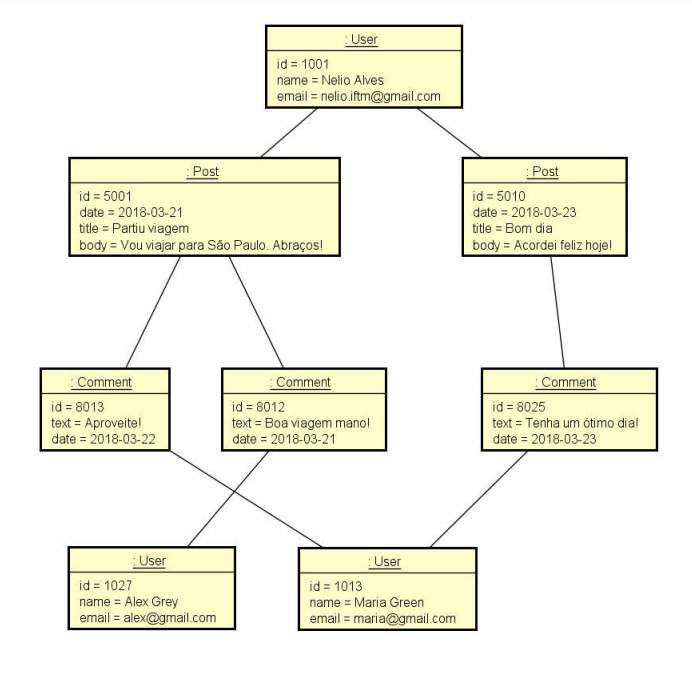 : User
id = 1001
name = Nelio Alves
email = nelio.iftm@gmail.com
: Post
id = 5001
date = 2018-03-21
title = Partiu viagem
body = Vou viajar para São Paulo. Abraços!
: Post
id = 5010
date = 2018-03-23
title = Bom dia
body = Acordei feliz hoje!
: Comment
id = 8013
text = Aproveite!
date = 2018-03-22
: Comment
id = 8012
text = Boa viagem mano!
date = 2018-03-21
: Comment
id = 8025
text = Tenha um ótimo dia!
date = 2018-03-23
: User
id = 1027
name = Alex Grey
email = alex@gmail.com
: User
id = 1013
name = Maria Green
email = maria@gmail.com